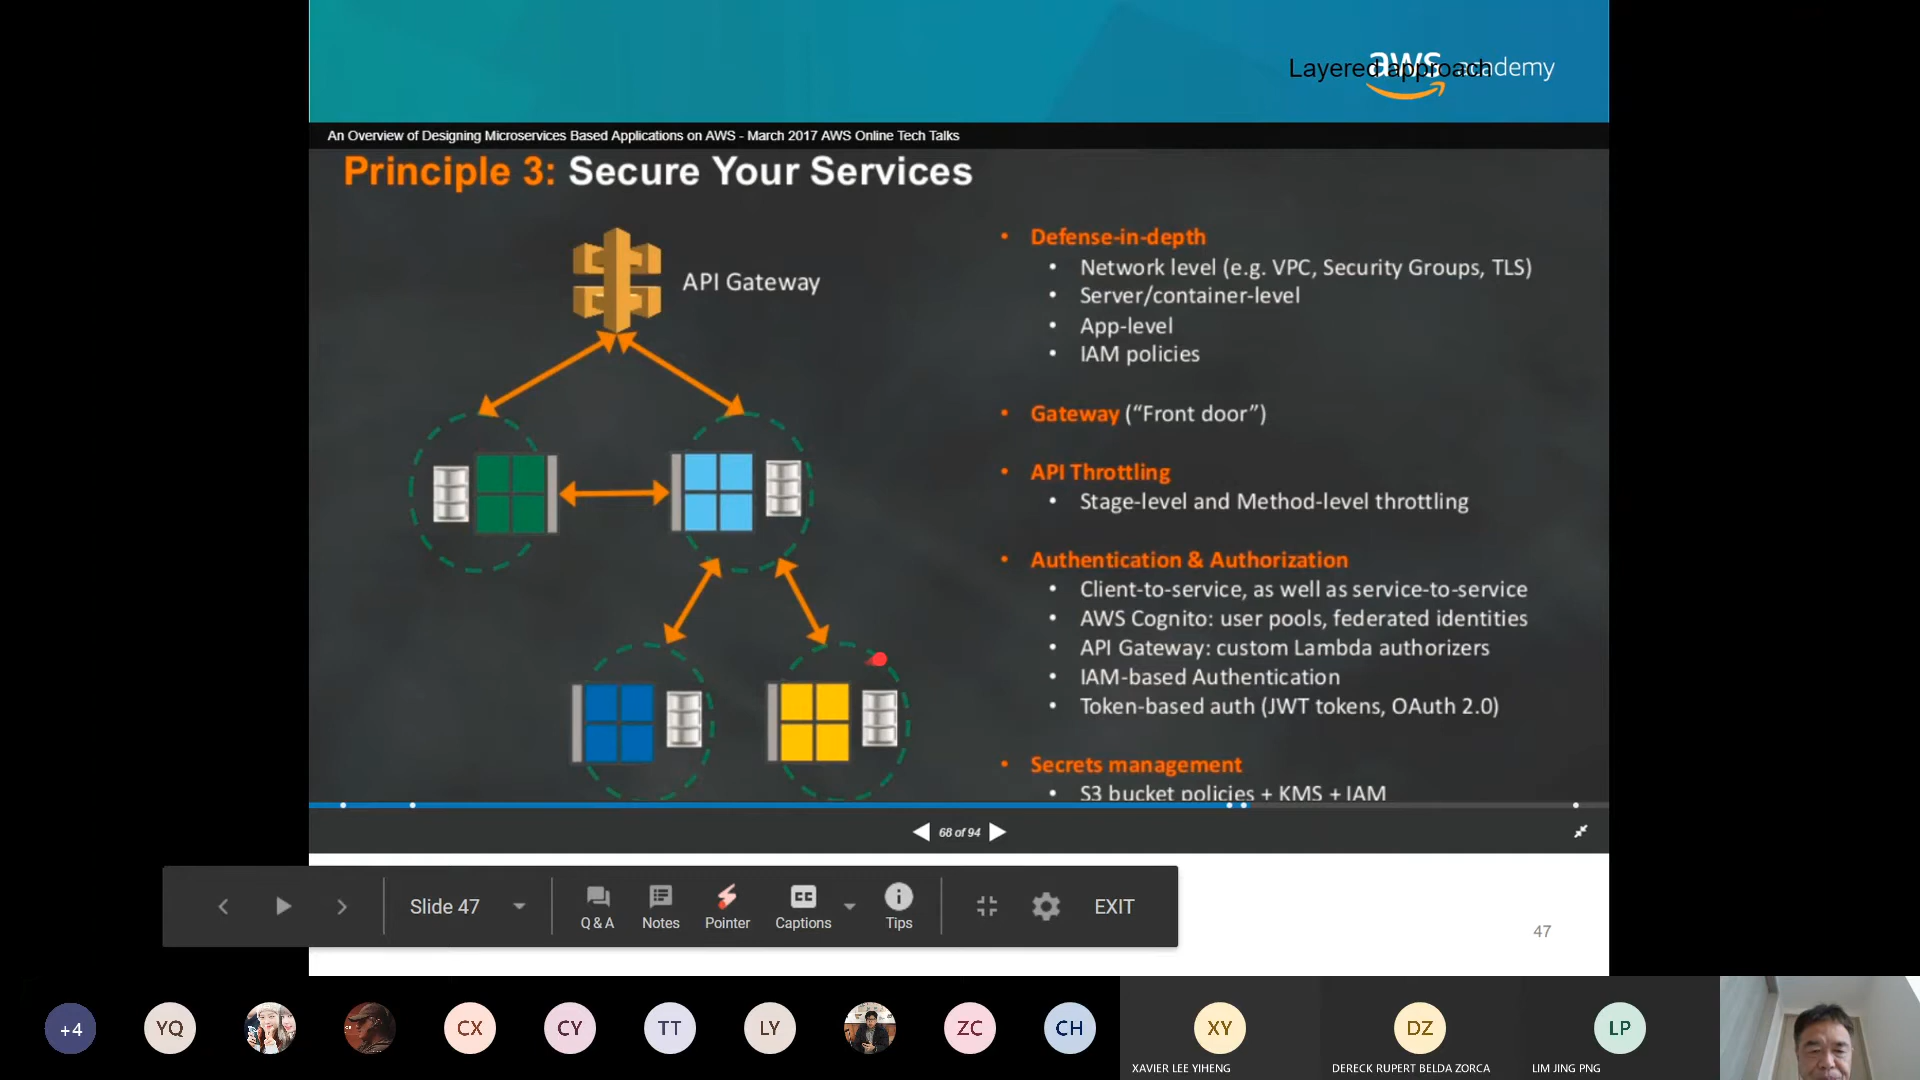 Layered approach
aws academy
An Overview of Designing Microservices Based Applications on AWS - March 2017 AWS Online Tech Talks
Principle 3: Secure Your Services
API Gateway
• Defense-in-depth
• Network level (e.g. VPC, Security Groups, TLS)
• Server/container-level
• App-level
• IAM policies
• Gateway (“Front door”)
• API Throttling
• Stage-level and Method-level throttling
• Authentication & Authorization
• Client-to-service, as well as service-to-service
• AWS Cognito: user pools, federated identities
• API Gateway: custom Lambda authorizers
• IAM-based Authentication
• Token-based auth (JWT tokens, OAuth 2.0)
• Secrets management
• S3 bucket policies + KMS + IAM
68 of 94
Slide 47
Q & A
Notes
Pointer
CC
Captions
Tips
EXIT
47
+4
YQ
CX
CY
TT
LY
ZC
CH
XY
DZ
LP
XAVIER LEE YIHENG
DERECK RUPERT BELDA ZORCA
LIM JING PNG